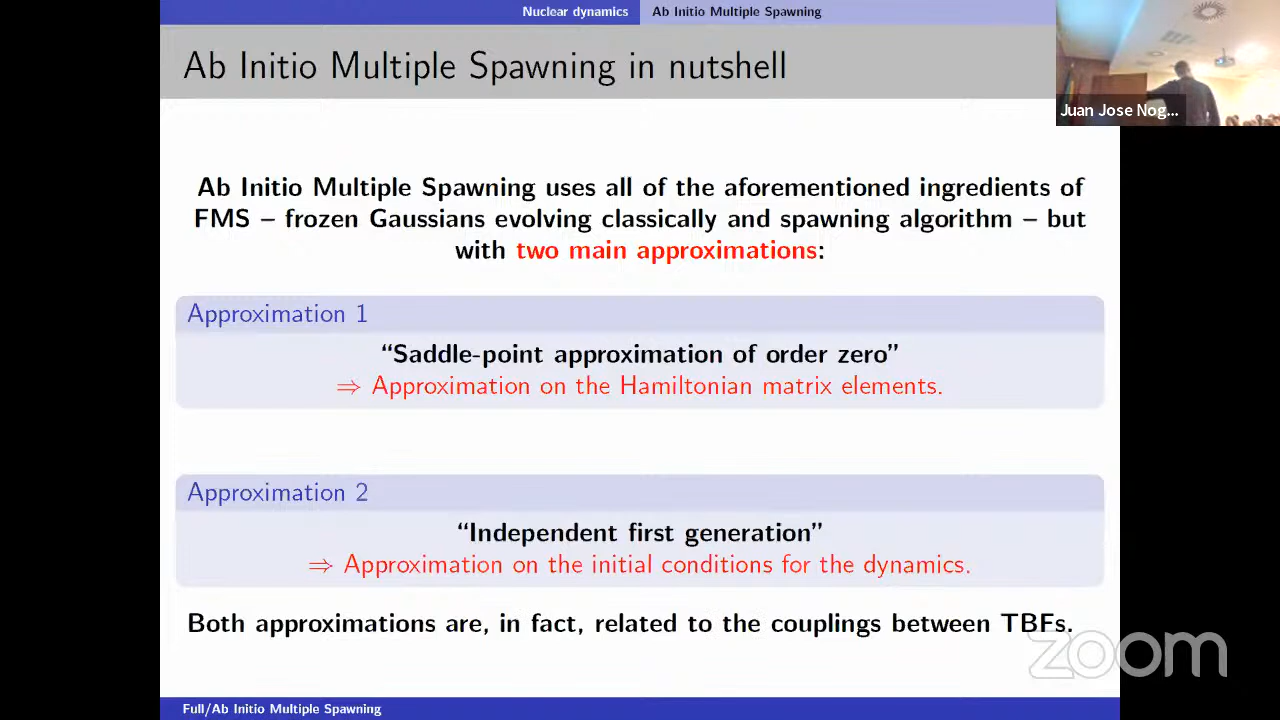 Nuclear dynamics Ab Initio Multiple Spawning
Ab Initio Multiple Spawning in nutshell
Juan Jose Nog...
Ab Initio Multiple Spawning uses all of the aforementioned ingredients of
FMS – frozen Gaussians evolving classically and spawning algorithm – but
with two main approximations:
Approximation 1
“Saddle-point approximation of order zero”
⇒ Approximation on the Hamiltonian matrix elements.
Approximation 2
“Independent first generation”
⇒ Approximation on the initial conditions for the dynamics.
Both approximations are, in fact, related to the couplings between TBFs.
zoom
Full/Ab Initio Multiple Spawning